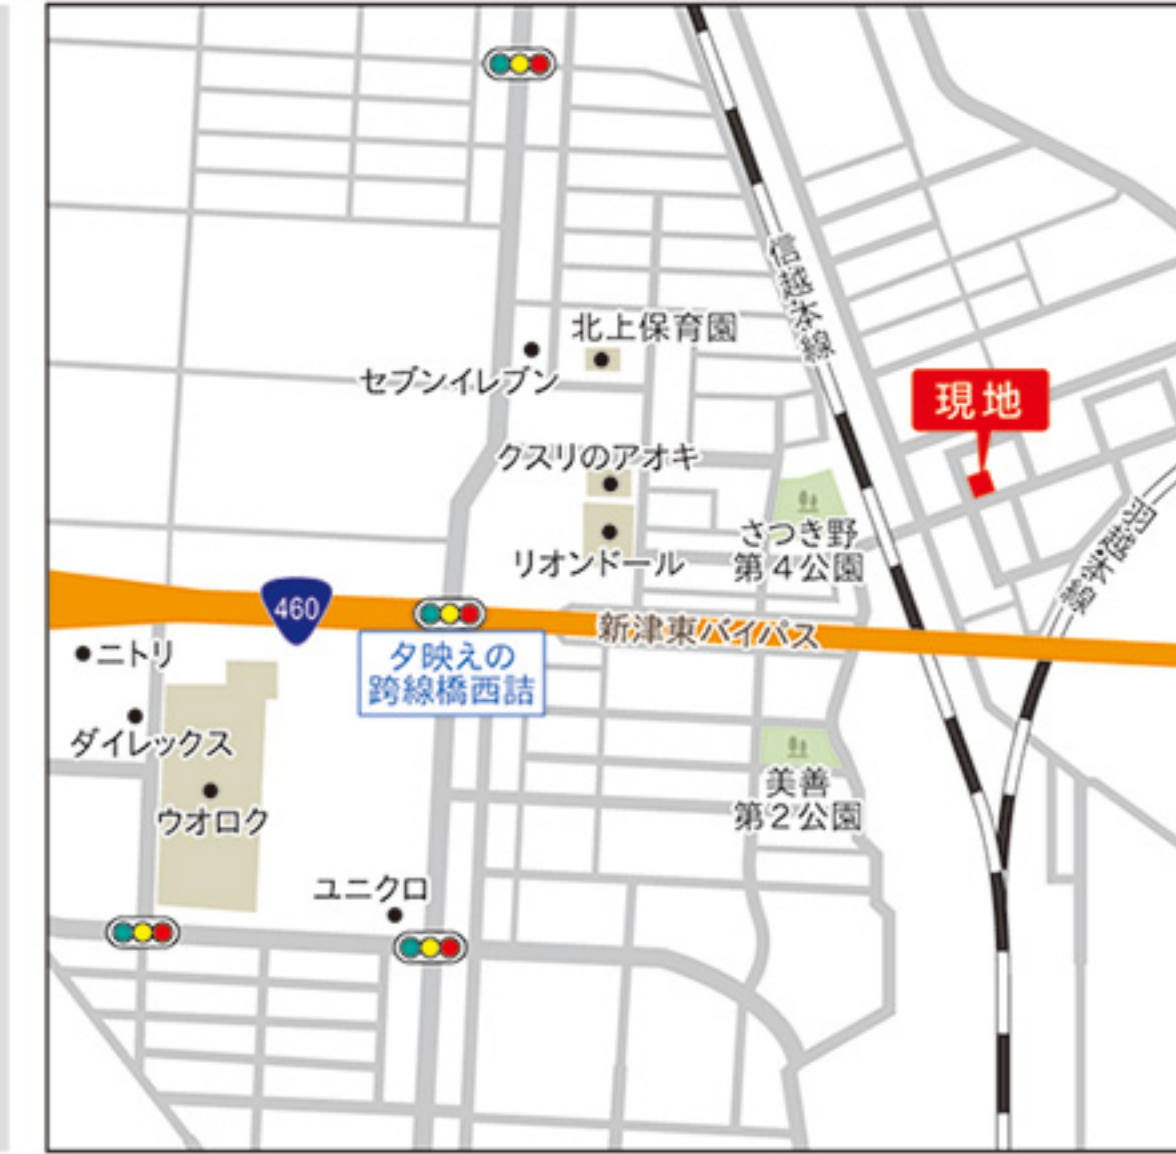 信越本線
北上保育園
セブンイレブン
現地
クスリのアオキ
さつき野
第4公園
リオンドール
羽越本線
460
新津東バイパス
夕映えの
跨線橋西詰
ニトリ
ダイレックス
美善
第2公園
ウオロク
ユニクロ